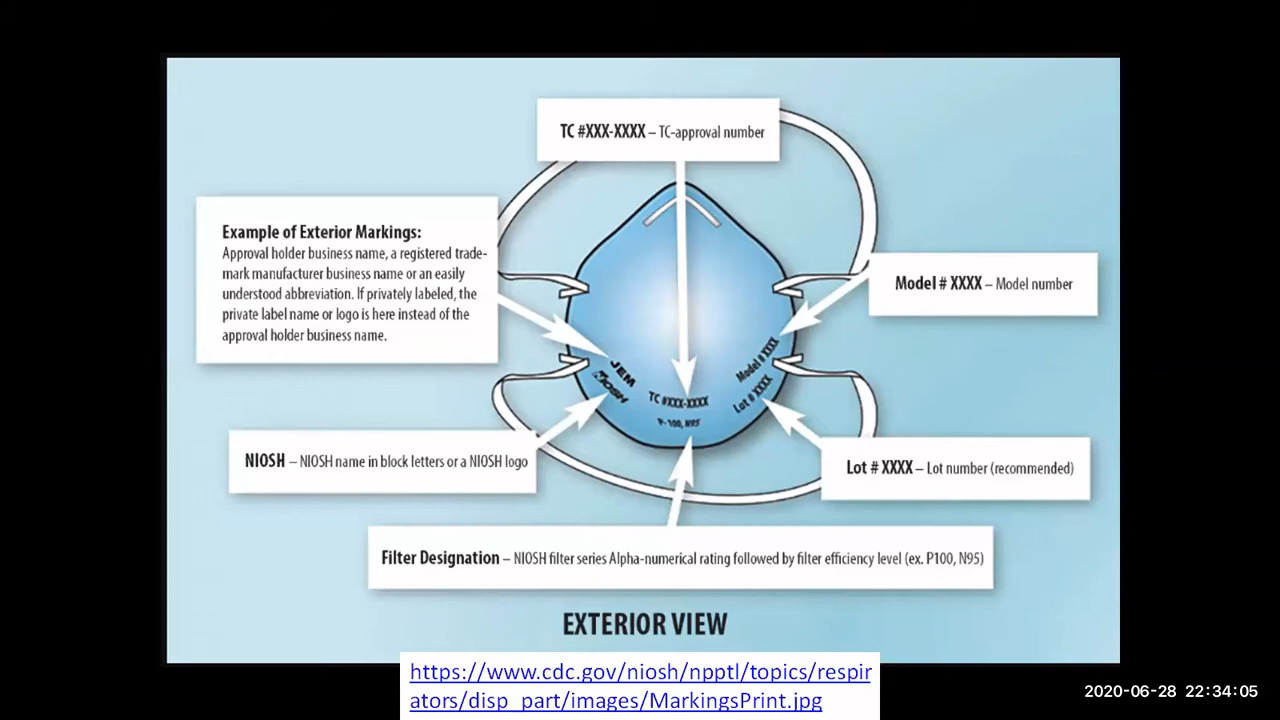 TC #XXX-XXXX – TC-approval number
Example of Exterior Markings:
Approval holder business name, a registered trade-
mark manufacturer business name or an easily
understood abbreviation. If privately labeled, the
private label name or logo is here instead of the
approval holder business name.
Model # XXXX – Model number
JEM
NIOSH
TC #XXX-XXXX
P-100, N95
Model # XXXX
Lot # XXXX
NIOSH – NIOSH name in block letters or a NIOSH logo
Lot # XXXX – Lot number (recommended)
Filter Designation – NIOSH filter series Alpha-numerical rating followed by filter efficiency level (ex. P100, N95)
EXTERIOR VIEW
https://www.cdc.gov/niosh/npptl/topics/respir
ators/disp_part/images/MarkingsPrint.jpg
2020-06-28 22:34:05